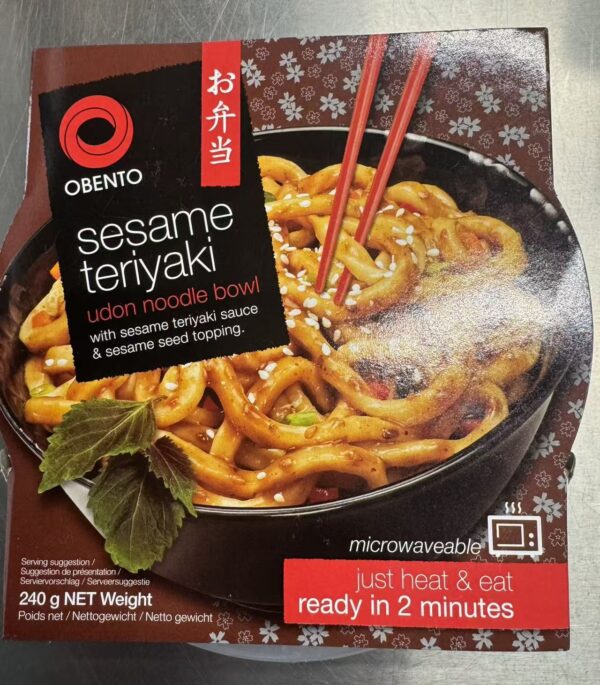 お弁当
OBENTO
sesame
teriyaki
udon noodle bowl
with sesame teriyaki sauce
& sesame seed topping.
microwaveable
just heat & eat
ready in 2 minutes
Serving suggestion /
Suggestion de présentation /
Serviervorschlag / Serveersuggestie
240 g NET Weight
Poids net / Nettogewicht / Netto gewicht